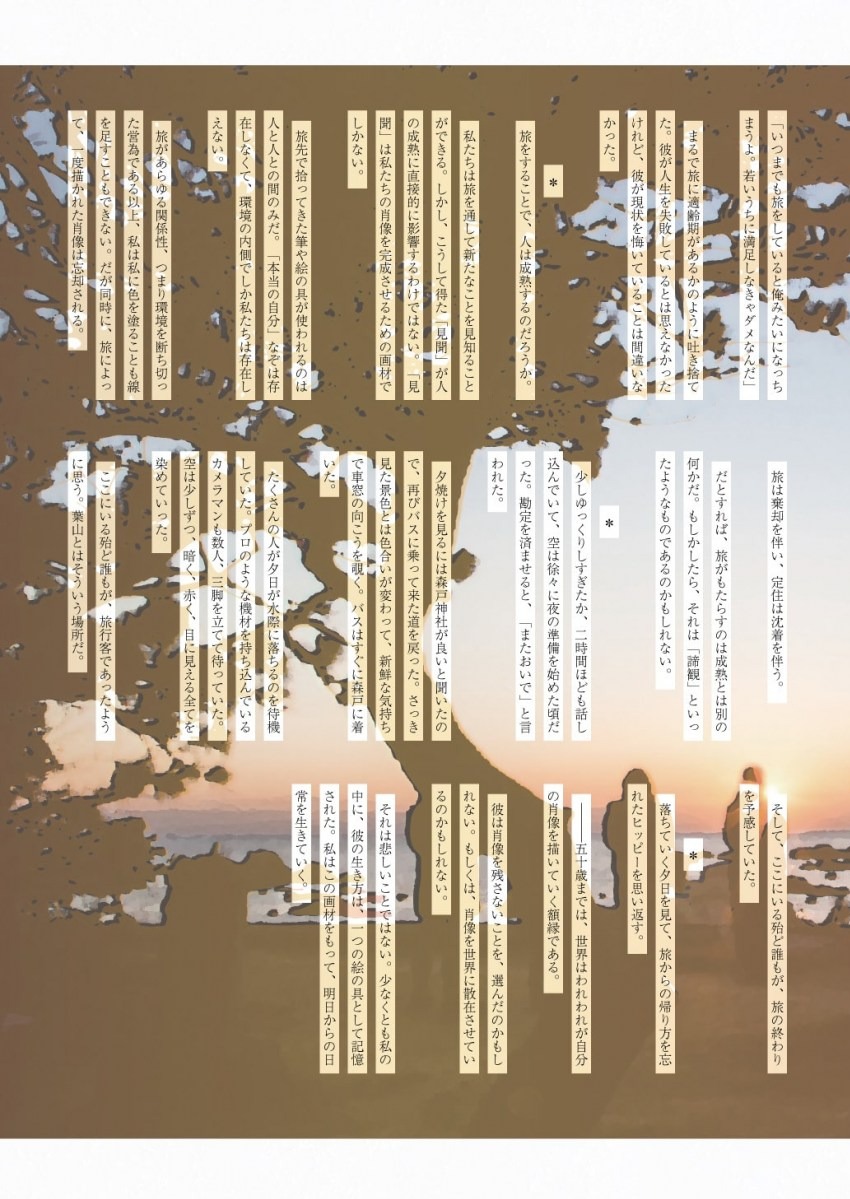 「いつまでも旅をしていると俺みたいになっち
まうよ。若いうちに満足しなきゃダメなんだ」
まるで旅に適齢期があるかのように吐き捨て
た。彼が人生を失敗しているとは思えなかった
けれど、彼が現状を悔いていることは間違いな
かった。
*
旅をすることで、人は成熟するのだろうか。
私たちは旅を通して新たなことを見知ること
ができる。しかし、こうして得た「見聞」が人
の成熟に直接的に影響するわけではない。「見
聞」は私たちの肖像を完成させるための画材で
しかない。
旅先で拾ってきた筆や絵の具が使われるのは
人と人との間のみだ。「本当の自分」なぞは存
在しなくて、環境の内側でしか私たちは存在し
えない。
旅があらゆる関係性、つまり環境を断ち切っ
た営為である以上、私は私に色を塗ることも線
を足すこともできない。だが同時に、旅によっ
て、一度描かれた肖像は忘却される。
旅は棄却を伴い、定住は沈着を伴う。
だとすれば、旅がもたらすのは成熟とは別の
何かだ。もしかしたら、それは「諦観」といっ
たようなものであるのかもしれない。
*
少しゆっくりしすぎたか、二時間ほども話し
込んでいて、空は徐々に夜の準備を始めた頃だ
った。勘定を済ませると、「またおいで」と言
われた。
夕焼けを見るには森戸神社が良いと聞いたの
で、再びバスに乗って来た道を戻った。さっき
見た景色とは色合いが変わって、新鮮な気持ち
で車窓の向こうを覗く。バスはすぐに森戸に着
いた。
たくさんの人が夕日が水際に落ちるのを待機
していた。プロのような機材を持ち込んでいる
カメラマンも数人、三脚を立てて待っていた。
空は少しずつ、暗く、赤く、目に見える全てを
染めていった。
ここにいる殆ど誰もが、旅行客であったよう
に思う。葉山とはそういう場所だ。
そして、ここにいる殆ど誰もが、旅の終わり
を予感していた。
*
落ちていく夕日を見て、旅からの帰り方を忘
れたヒッピーを思い返す。
――五十歳までは、世界はわれわれが自分
の肖像を描いていく額縁である。
彼は肖像を残さないことを、選んだのかもし
れない。もしくは、肖像を世界に散在させてい
るのかもしれない。
それは悲しいことではない。少なくとも私の
中に、彼の生き方は、一つの絵の具として記憶
された。私はこの画材をもって、明日からの日
常を生きていく。